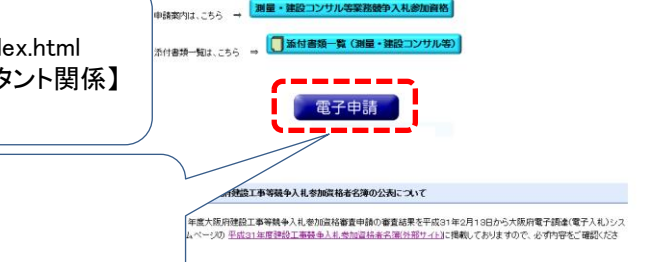 申請案内は、こちら → 測量・建設コンサル等業務競争入札参加資格
dex.html
タント関係】
添付書類一覧は、こちら ⇒ 添付書類一覧（測量・建設コンサル等）
電子申請
府建設工事等競争入札参加資格者名簿の公表について
年度大阪府建設工事等競争入札参加資格審査申請の審査結果を平成31年2月13日から大阪府電子調達(電子入札)シス
ムページの 平成31年度建設工事競争入札参加資格者名簿(外部サイト)に掲載しておりますので、必ず内容をご確認くださ